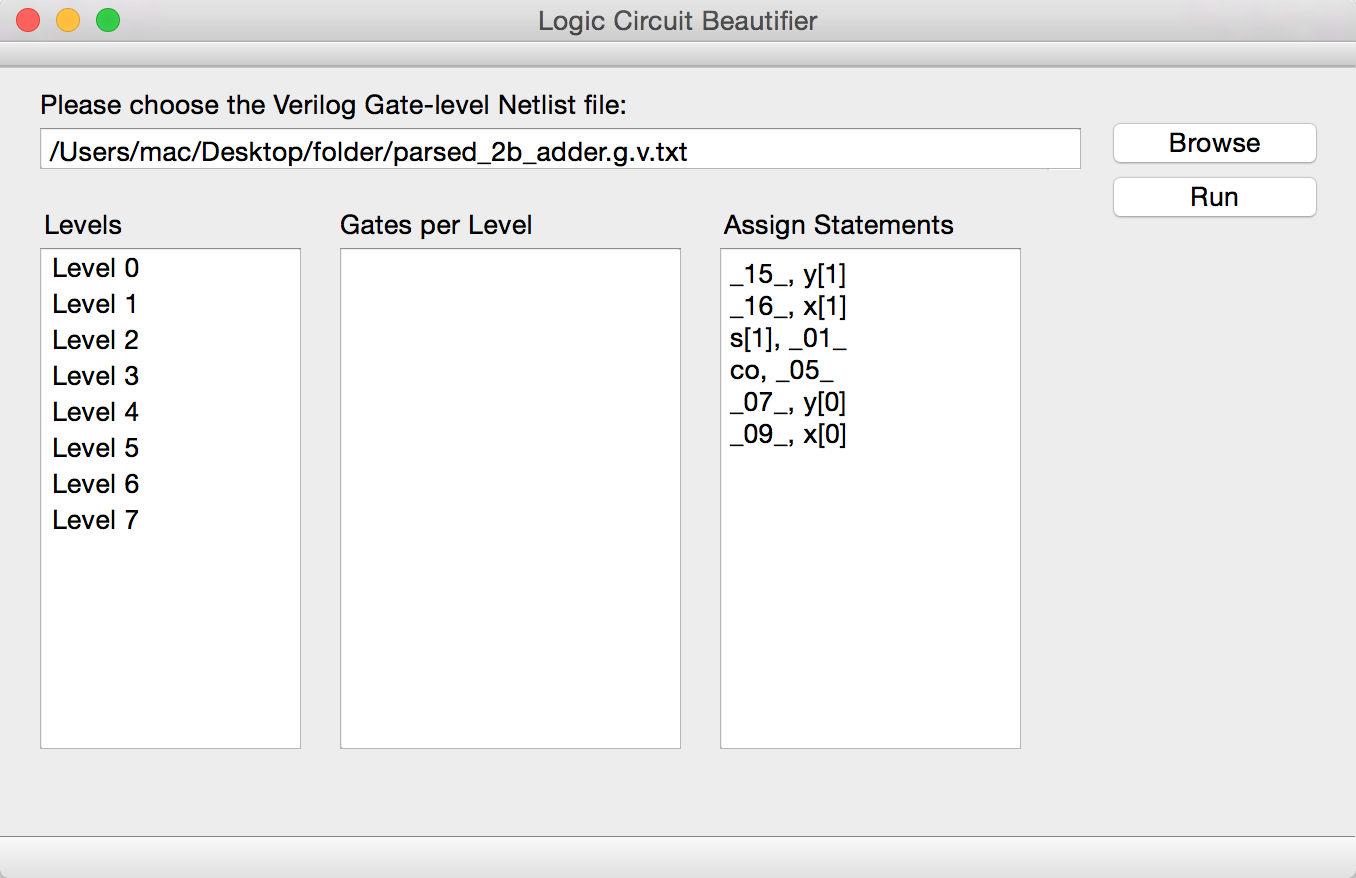 Logic Circuit Beautifier
Please choose the Verilog Gate-level Netlist file:
/Users/mac/Desktop/folder/parsed_2b_adder.g.v.txt
Browse
Run
Levels
Level 0
Level 1
Level 2
Level 3
Level 4
Level 5
Level 6
Level 7
Gates per Level
Assign Statements
_15_, y[1]
_16_, x[1]
s[1], _01_
co, _05_
_07_, y[0]
_09_, x[0]